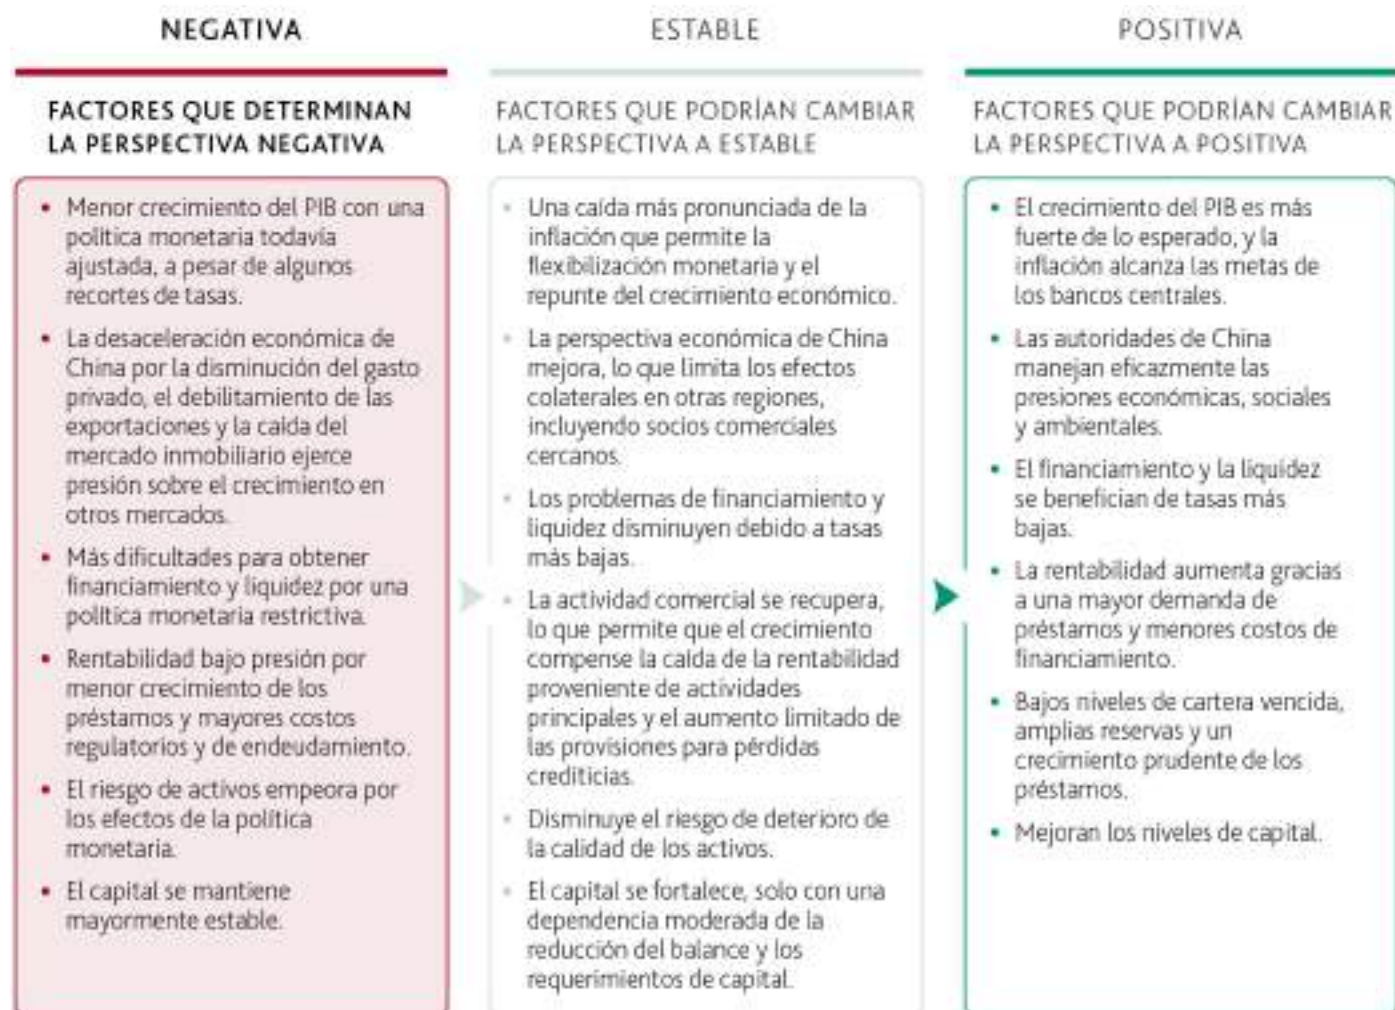 NEGATIVA
FACTORES QUE DETERMINAN
LA PERSPECTIVA NEGATIVA
• Menor crecimiento del PIB con una
política monetaria todavía
ajustada, a pesar de algunos
recortes de tasas.
• La desaceleración económica de
China por la disminución del gasto
privado, el debilitamiento de las
exportaciones y la caída del
mercado inmobiliario ejerce
presión sobre el crecimiento en
otros mercados.
• Más dificultades para obtener
financiamiento y liquidez por una
política monetaria restrictiva.
• Rentabilidad bajo presión por
menor crecimiento de los
préstamos y mayores costos
regulatorios y de endeudamiento.
• El riesgo de activos empeora por
los efectos de la política
monetaria.
• El capital se mantiene
mayormente estable.
ESTABLE
FACTORES QUE PODRÍAN CAMBIAR
LA PERSPECTIVA A ESTABLE
• Una caída más pronunciada de la
inflación que permite la
flexibilización monetaria y el
repunte del crecimiento económico.
• La perspectiva económica de China
mejora, lo que limita los efectos
colaterales en otras regiones,
incluyendo socios comerciales
cercanos.
• Los problemas de financiamiento y
liquidez disminuyen debido a tasas
más bajas.
• La actividad comercial se recupera,
lo que permite que el crecimiento
compense la caída de la rentabilidad
proveniente de actividades
principales y el aumento limitado de
las provisiones para pérdidas
crediticias.
• Disminuye el riesgo de deterioro de
la calidad de los activos.
• El capital se fortalece, solo con una
dependencia moderada de la
reducción del balance y los
requerimientos de capital.
POSITIVA
FACTORES QUE PODRÍAN CAMBIAR
LA PERSPECTIVA A POSITIVA
• El crecimiento del PIB es más
fuerte de lo esperado, y la
inflación alcanza las metas de
los bancos centrales.
• Las autoridades de China
manejan eficazmente las
presiones económicas, sociales
y ambientales.
• El financiamiento y la liquidez
se benefician de tasas más
bajas.
• La rentabilidad aumenta gracias
a una mayor demanda de
préstamos y menores costos de
financiamiento.
• Bajos niveles de cartera vencida,
amplias reservas y un
crecimiento prudente de los
préstamos.
• Mejoran los niveles de capital.